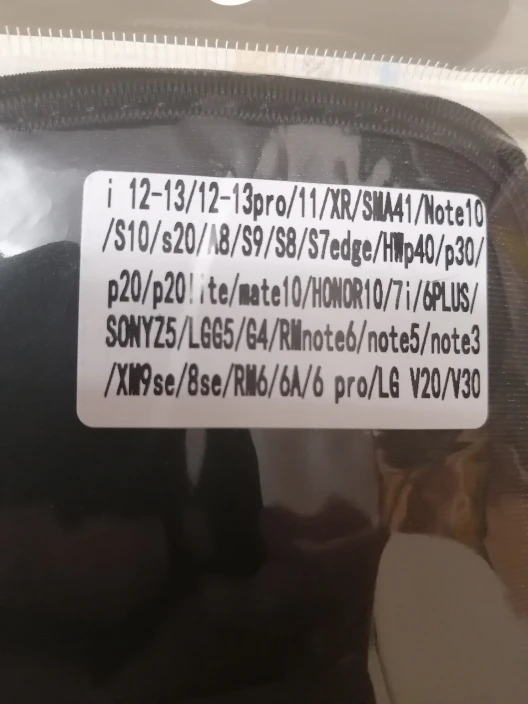 i 12-13/12-13pro/11/XR/SMA41/Note10
/S10/s20/A8/S9/S8/S7edge/HWp40/p30/
p20/p20lite/mate10/HONOR10/7i/6PLUS/
SONYZ5/LGG5/G4/RMnote6/note5/note3
/XM9se/8se/RM6/6A/6 pro/LG V20/V30